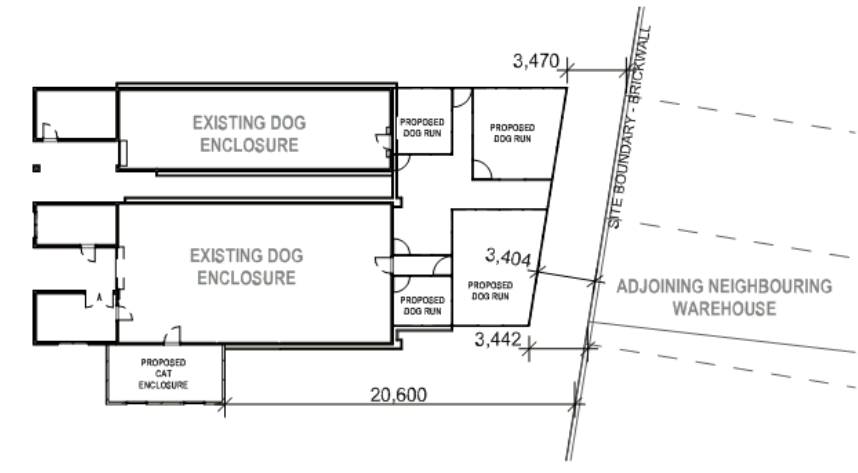 3,470
SITE BOUNDARY - BRICKWALL
EXISTING DOG
ENCLOSURE
PROPOSED
DOG RUN
PROPOSED
DOG RUN
EXISTING DOG
ENCLOSURE
3,404
PROPOSED
DOG RUN
PROPOSED
DOG RUN
ADJOINING NEIGHBOURING
WAREHOUSE
A
3,442
PROPOSED
CAT
ENCLOSURE
20,600